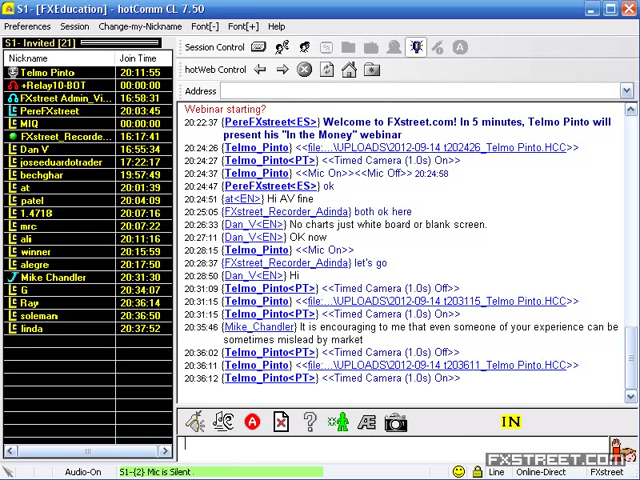 S1- [FXEducation] - hotComm CL 7.50
Preferences Session Change-my-Nickname Font[-] Font[+] Help
S1- Invited [21]
Nickname Join Time
Telmo Pinto 20:11:55
+Relay10-BOT 00:00:00
FXstreet Admin_Vi... 16:58:31
PereFXstreet 20:03:45
MIQ 00:00:00
FXstreet_Recorde... 16:17:41
Dan V 16:55:34
joseeduardotrader 17:22:17
bechghar 19:57:49
at 20:01:39
patel 20:04:09
1.4718 20:07:16
mrc 20:07:22
ali 20:11:16
winner 20:15:59
alegre 20:17:50
Mike Chandler 20:31:30
G 20:34:07
Ray 20:36:14
soleman 20:36:50
linda 20:37:52
Session Control
hotWeb Control
Address
Webinar starting?
20:22:37 {PereFXstreet<ES>} Welcome to FXstreet.com! In 5 minutes, Telmo Pinto will
present his "In the Money" webinar
20:24:26 {Telmo_Pinto} <<file:...\UPLOADS\2012-09-14 t202426_Telmo Pinto.HCC>>
20:24:27 {Telmo_Pinto<PT>} <<Timed Camera (1.0s) On>>
20:24:37 {Telmo_Pinto} <<Mic On>><<Mic Off>> 20:24:58
20:24:47 {PereFXstreet<ES>} ok
20:24:51 {at<EN>} Hi AV fine
20:25:05 {FXstreet_Recorder_Adinda} both ok here
20:26:33 {Dan_V<EN>} No charts just white board or blank screen.
20:27:11 {Dan_V<EN>} OK now
20:28:00 {Telmo_Pinto} <<Mic On>>
20:28:37 {FXstreet_Recorder_Adinda} let's go
20:28:50 {Dan_V<EN>} Hi
20:31:09 {Telmo_Pinto<PT>} <<Timed Camera (1.0s) Off>>
20:31:15 {Telmo_Pinto} <<file:...\UPLOADS\2012-09-14 t203115_Telmo Pinto.HCC>>
20:31:15 {Telmo_Pinto<PT>} <<Timed Camera (1.0s) On>>
20:35:46 {Mike_Chandler} It is encouraging to me that even someone of your experience can be
sometimes mislead by market
20:36:02 {Telmo_Pinto<PT>} <<Timed Camera (1.0s) Off>>
20:36:11 {Telmo_Pinto} <<file:...\UPLOADS\2012-09-14 t203611_Telmo Pinto.HCC>>
20:36:12 {Telmo_Pinto<PT>} <<Timed Camera (1.0s) On>>
IN
FXSTREET.COM
Audio-On S1-{2} Mic is Silent. Line Online-Direct FXstreet